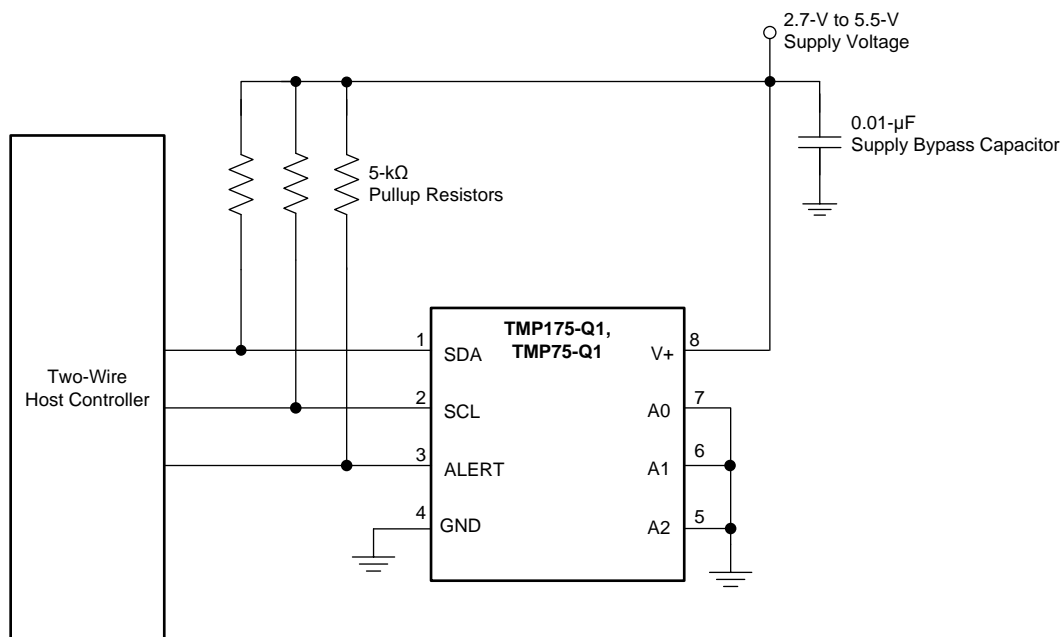 2.7-V to 5.5-V
Supply Voltage
0.01-µF
Supply Bypass Capacitor
5-kΩ
Pullup Resistors
Two-Wire
Host Controller
TMP175-Q1,
TMP75-Q1
1
SDA
V+
8
2
SCL
A0
7
3
ALERT
A1
6
4
GND
A2
5